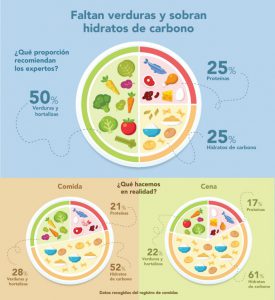 Faltan verduras y sobran
hidratos de carbono
¿Qué proporción
recomiendan
los expertos?
50%
Verduras y
hortalizas
25%
Proteínas
25%
Hidratos de carbono
¿Qué hacemos
en realidad?
Comida
21%
Proteínas
28%
Verduras y
hortalizas
52%
Hidratos de carbono
Cena
17%
Proteínas
22%
Verduras y
hortalizas
61%
Hidratos de carbono
Datos recogidos del registro de comidas